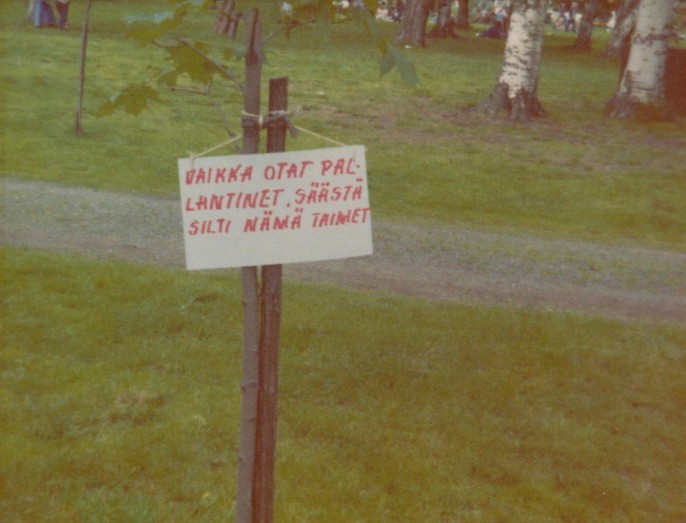 VAIKKA OTAT PAL-
LANTINET, SÄÄSTÄ
SILTI NÄMÄ TAIMET